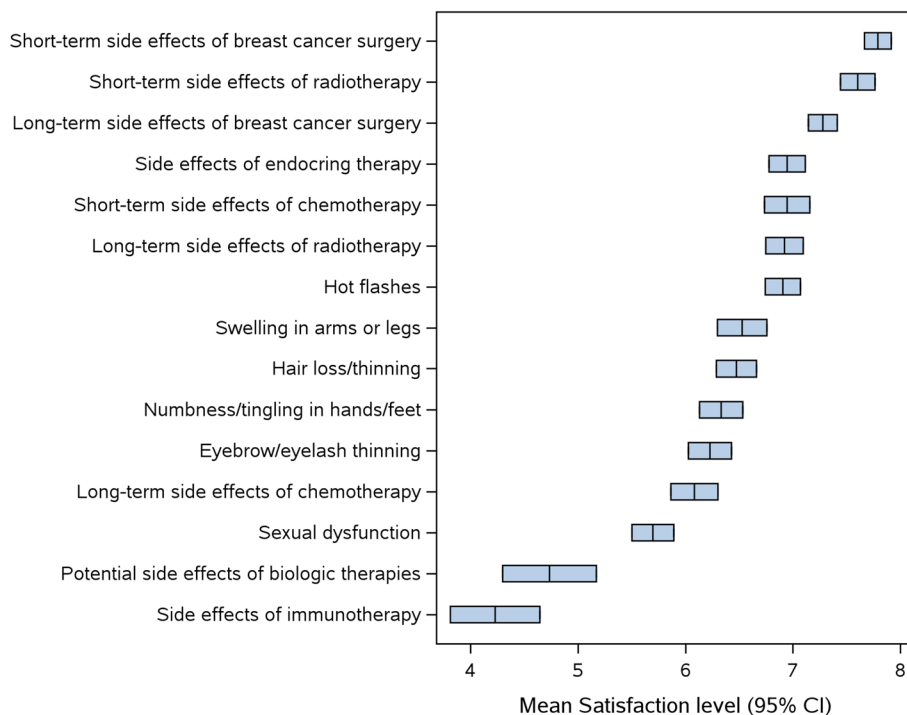 Short-term side effects of breast cancer surgery
Short-term side effects of radiotherapy
Long-term side effects of breast cancer surgery
Side effects of endocring therapy
Short-term side effects of chemotherapy
Long-term side effects of radiotherapy
Hot flashes
Swelling in arms or legs
Hair loss/thinning
Numbness/tingling in hands/feet
Eyebrow/eyelash thinning
Long-term side effects of chemotherapy
Sexual dysfunction
Potential side effects of biologic therapies
Side effects of immunotherapy
4 5 6 7 8
Mean Satisfaction level (95% CI)